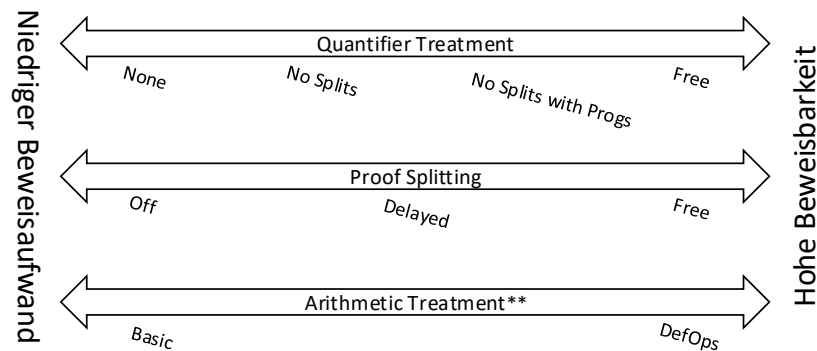 Niedriger Beweisaufwand
Quantifier Treatment
None
No Splits
No Splits with Progs
Free
Proof Splitting
Off
Delayed
Free
Arithmetic Treatment**
Basic
DefOps
Hohe Beweisbarkeit